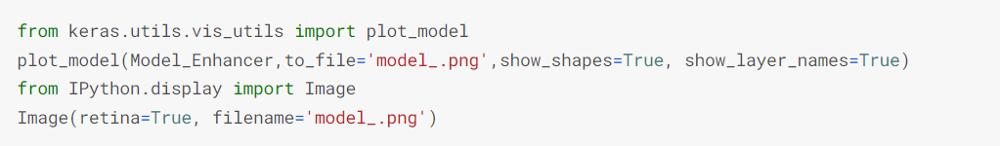 from keras.utils.vis_utils import plot_model
plot_model(Model_Enhancer,to_file='model_.png',show_shapes=True, show_layer_names=True)
from IPython.display import Image
Image(retina=True, filename='model_.png')